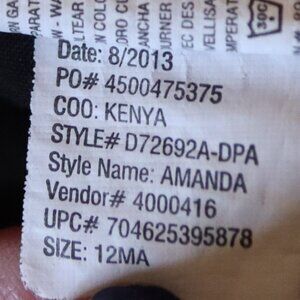 Date: 8/2013
PO# 4500475375
COO: KENYA
STYLE# D72692A-DPA
Style Name: AMANDA
Vendor# 4000416
UPC# 704625395878
SIZE: 12MA
30C